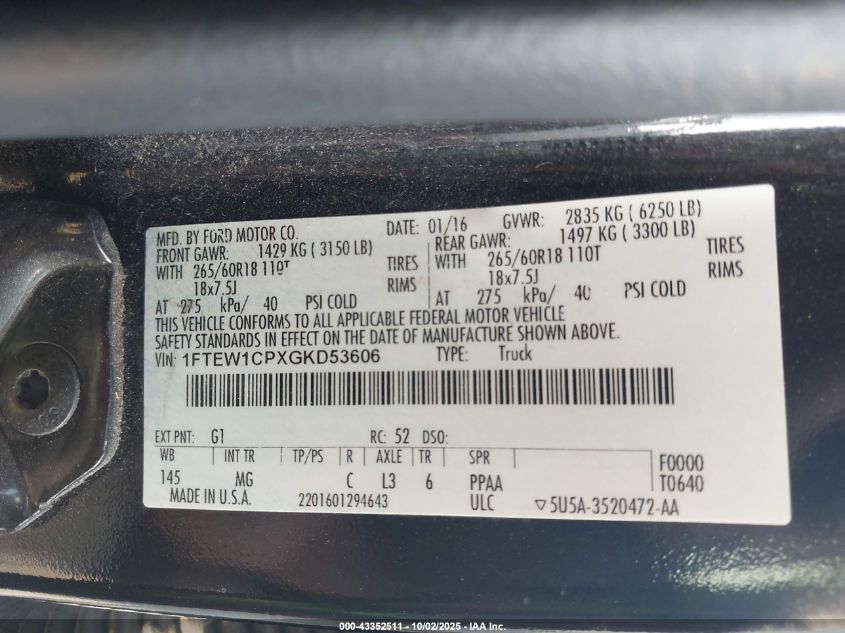 MFD. BY FORD MOTOR CO. DATE: 01/16 GVWR: 2835 KG ( 6250 LB)
FRONT GAWR: 1429 KG ( 3150 LB) REAR GAWR: 1497 KG ( 3300 LB)
WITH 265/60R18 110T TIRES WITH 265/60R18 110T TIRES
18x7.5J RIMS 18x7.5J RIMS
AT 275 kPa/ 40 PSI COLD AT 275 kPa/ 40 PSI COLD
THIS VEHICLE CONFORMS TO ALL APPLICABLE FEDERAL MOTOR VEHICLE
SAFETY STANDARDS IN EFFECT ON THE DATE OF MANUFACTURE SHOWN ABOVE.
VIN: 1FTEW1CPXGKD53606 TYPE: Truck
EXT PNT: G1 RC: 52 DSO:
WB INT TR TP/PS R AXLE TR SPR F0000
145 MG C L3 6 PPAA T0640
MADE IN U.S.A. 2201601294643 ULC ▽5U5A-3520472-AA
000-43352511 - 10/02/2025 - IAA Inc.